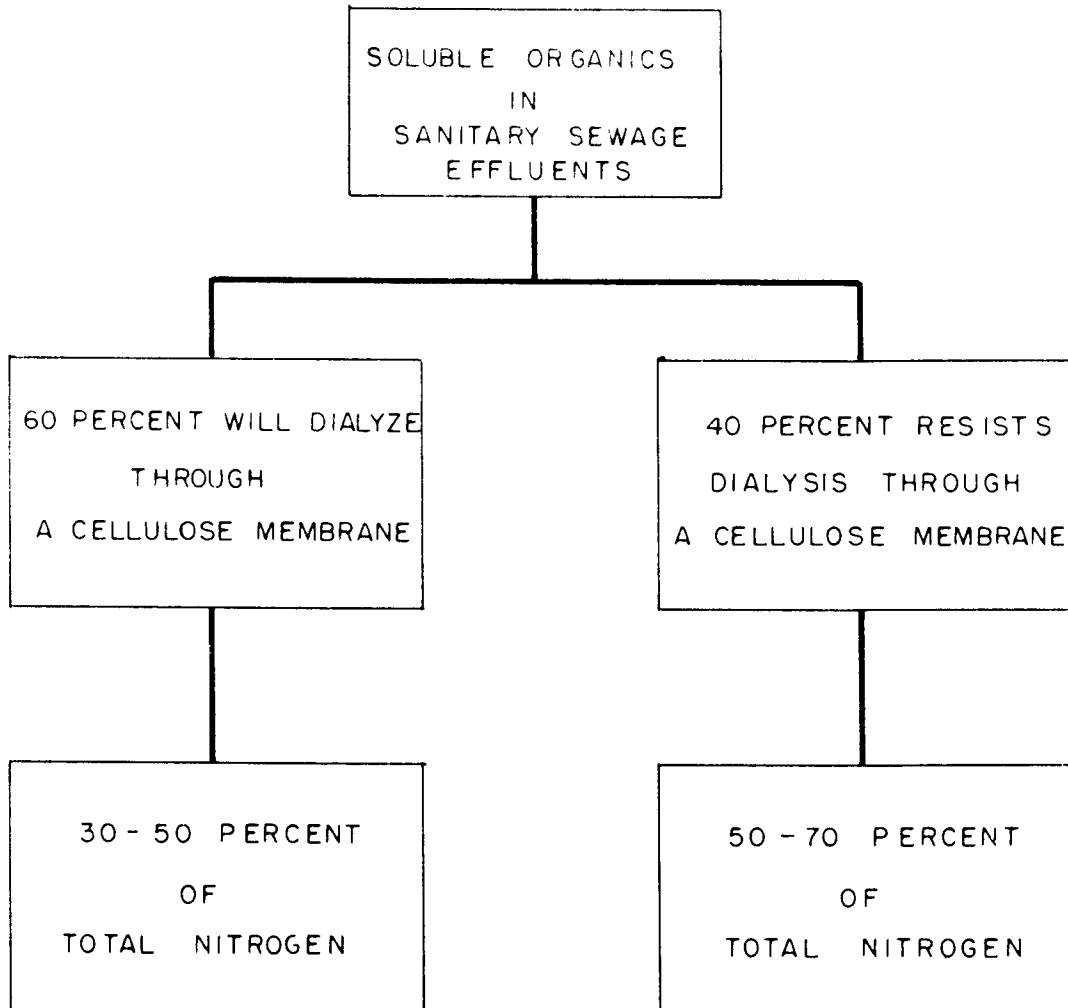 SOLUBLE ORGANICS
IN
SANITARY SEWAGE
EFFLUENTS
60 PERCENT WILL DIALYZE
THROUGH
A CELLULOSE MEMBRANE
40 PERCENT RESISTS
DIALYSIS THROUGH
A CELLULOSE MEMBRANE
30-50 PERCENT
OF
TOTAL NITROGEN
50-70 PERCENT
OF
TOTAL NITROGEN